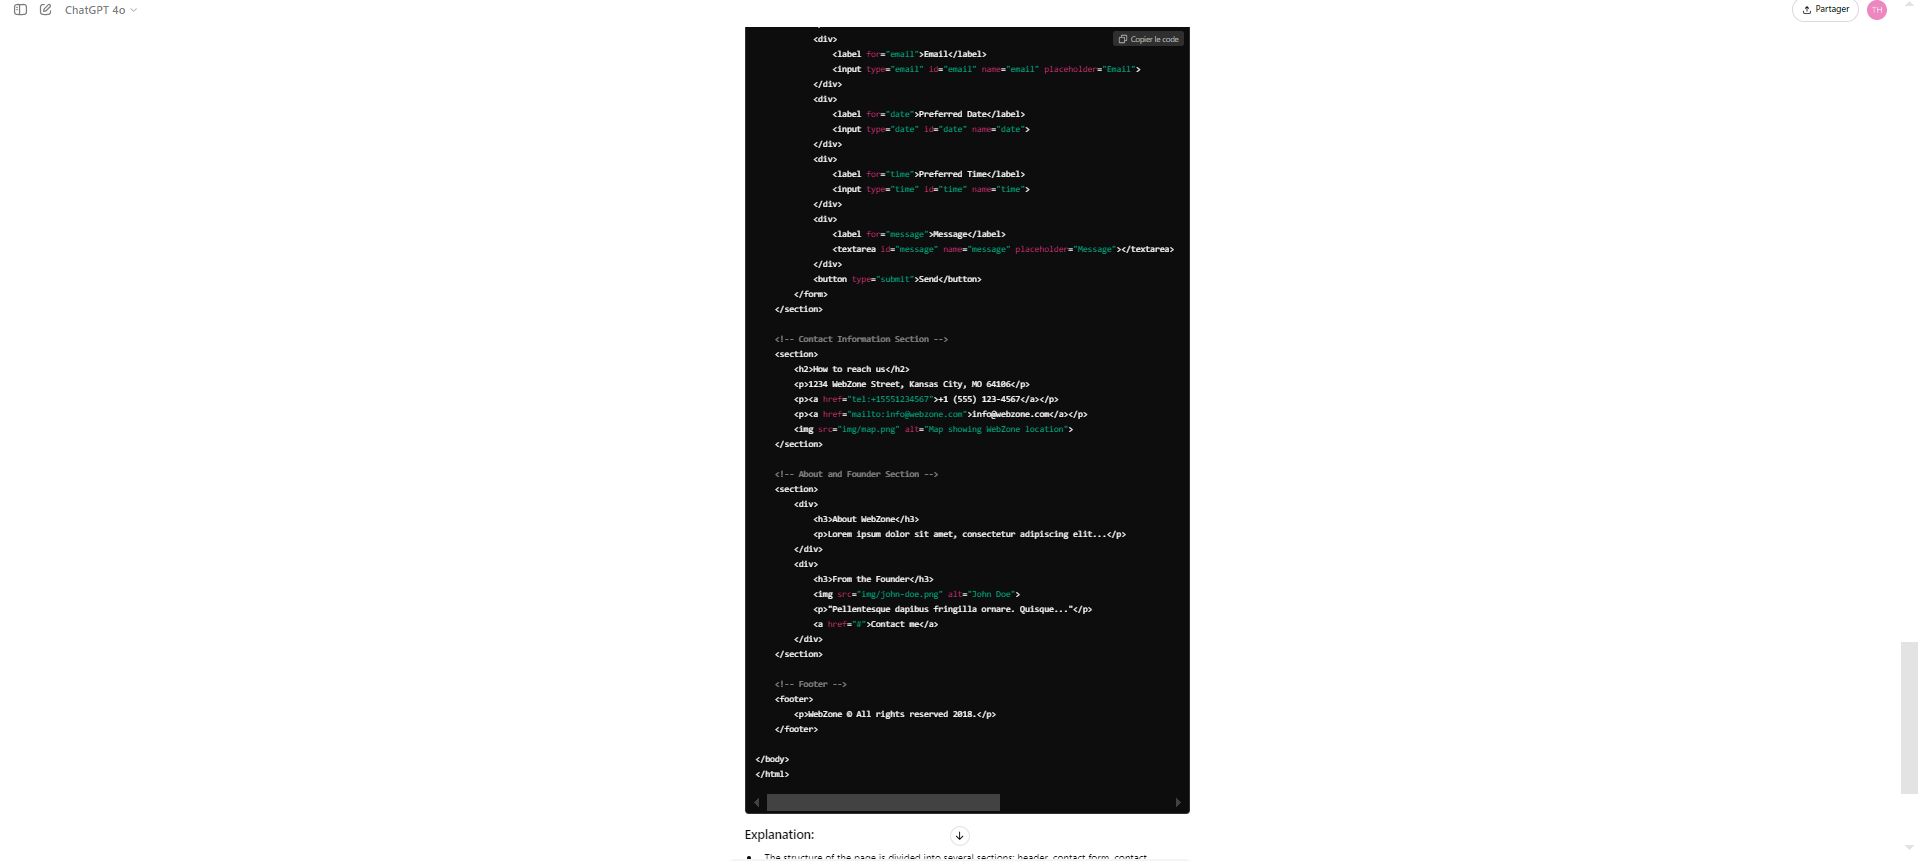 ChatGPT 4o
Partager
TH
Copier le code
<div>
<label for="email">Email</label>
<input type="email" id="email" name="email" placeholder="Email">
</div>
<div>
<label for="date">Preferred Date</label>
<input type="date" id="date" name="date">
</div>
<div>
<label for="time">Preferred Time</label>
<input type="time" id="time" name="time">
</div>
<div>
<label for="message">Message</label>
<textarea id="message" name="message" placeholder="Message"></textarea>
</div>
<button type="submit">Send</button>
</form>
</section>
<!-- Contact Information Section -->
<section>
<h2>How to reach us</h2>
<p>1234 WebZone Street, Kansas City, MO 64106</p>
<p><a href="tel:+15551234567">+1 (555) 123-4567</a></p>
<p><a href="mailto:info@webzone.com">info@webzone.com</a></p>
<img src="img/map.png" alt="Map showing WebZone location">
</section>
<!-- About and Founder Section -->
<section>
<div>
<h3>About WebZone</h3>
<p>Lorem ipsum dolor sit amet, consectetur adipiscing elit...</p>
</div>
<div>
<h3>From the Founder</h3>
<img src="img/john-doe.png" alt="John Doe">
<p>"Pellentesque dapibus fringilla ornare. Quisque..."</p>
<a href="#">Contact me</a>
</div>
</section>
<!-- Footer -->
<footer>
<p>WebZone © All rights reserved 2018.</p>
</footer>
</body>
</html>
Explanation:
The structure of the page is divided into several sections: header, contact form, contact